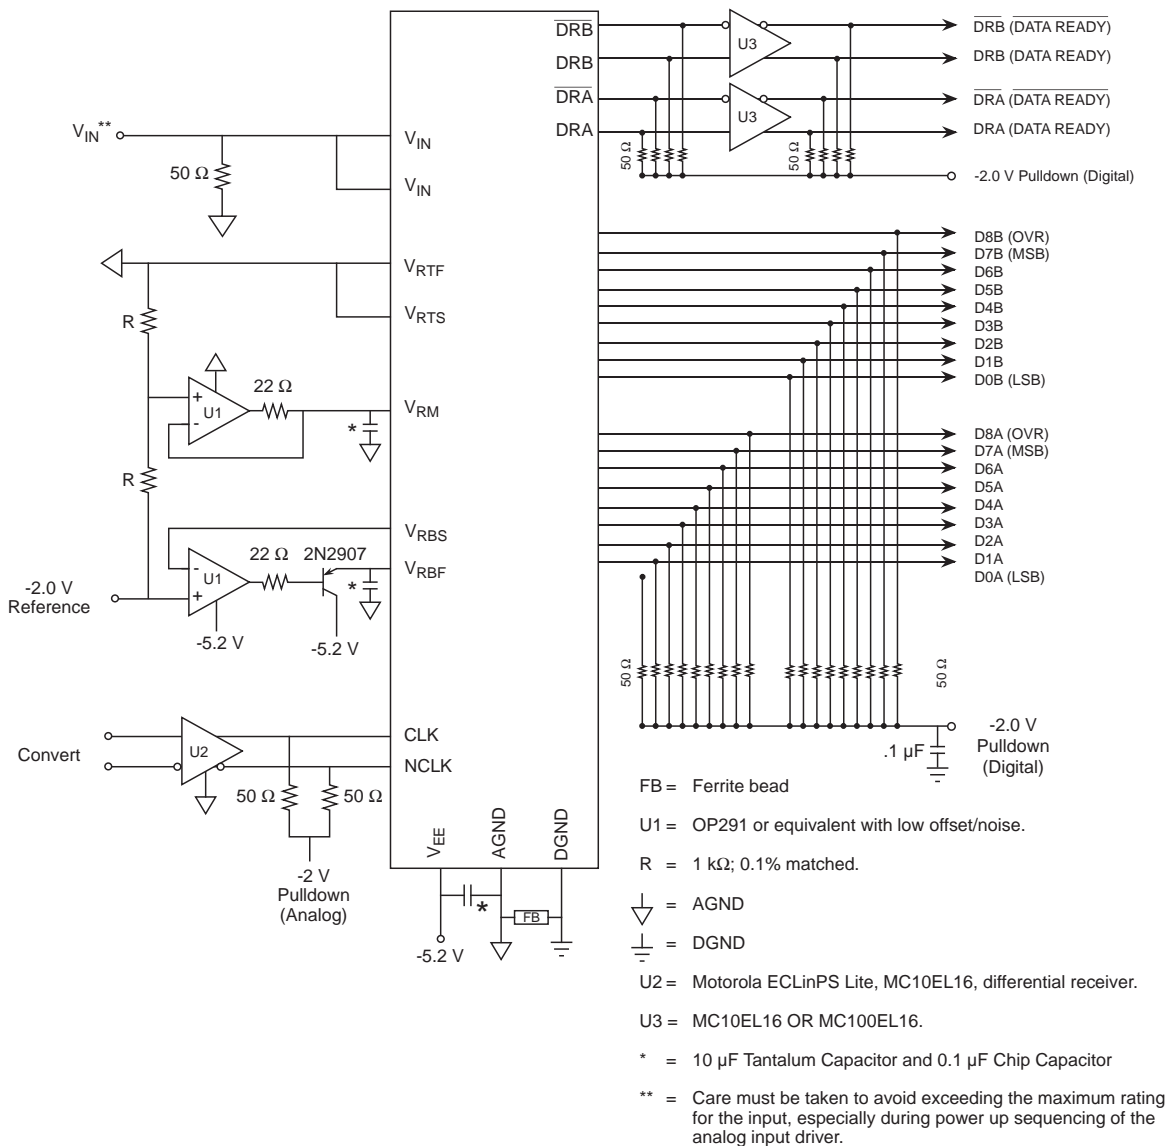 DRB
DRB
DRA
DRA
U3
U3
DRB (DATA READY)
DRB (DATA READY)
DRA (DATA READY)
DRA (DATA READY)
50 Ω
50 Ω
-2.0 V Pulldown (Digital)
VIN**
50 Ω
VIN
VIN
VRTF
VRTS
R
22 Ω
+
-
U1
*
VRM
R
VRBS
22 Ω
2N2907
-
+
U1
*
VRBF
-2.0 V
Reference
-5.2 V
-5.2 V
D8B (OVR)
D7B (MSB)
D6B
D5B
D4B
D3B
D2B
D1B
D0B (LSB)
D8A (OVR)
D7A (MSB)
D6A
D5A
D4A
D3A
D2A
D1A
D0A (LSB)
50 Ω
50 Ω
-2.0 V
Pulldown
(Digital)
.1 µF
Convert
U2
CLK
NCLK
50 Ω
50 Ω
-2 V
Pulldown
(Analog)
VEE
AGND
DGND
*
FB
-5.2 V
FB = Ferrite bead
U1 = OP291 or equivalent with low offset/noise.
R = 1 kΩ; 0.1% matched.
= AGND
= DGND
U2 = Motorola ECLinPS Lite, MC10EL16, differential receiver.
U3 = MC10EL16 OR MC100EL16.
* = 10 µF Tantalum Capacitor and 0.1 µF Chip Capacitor
** = Care must be taken to avoid exceeding the maximum rating
for the input, especially during power up sequencing of the
analog input driver.